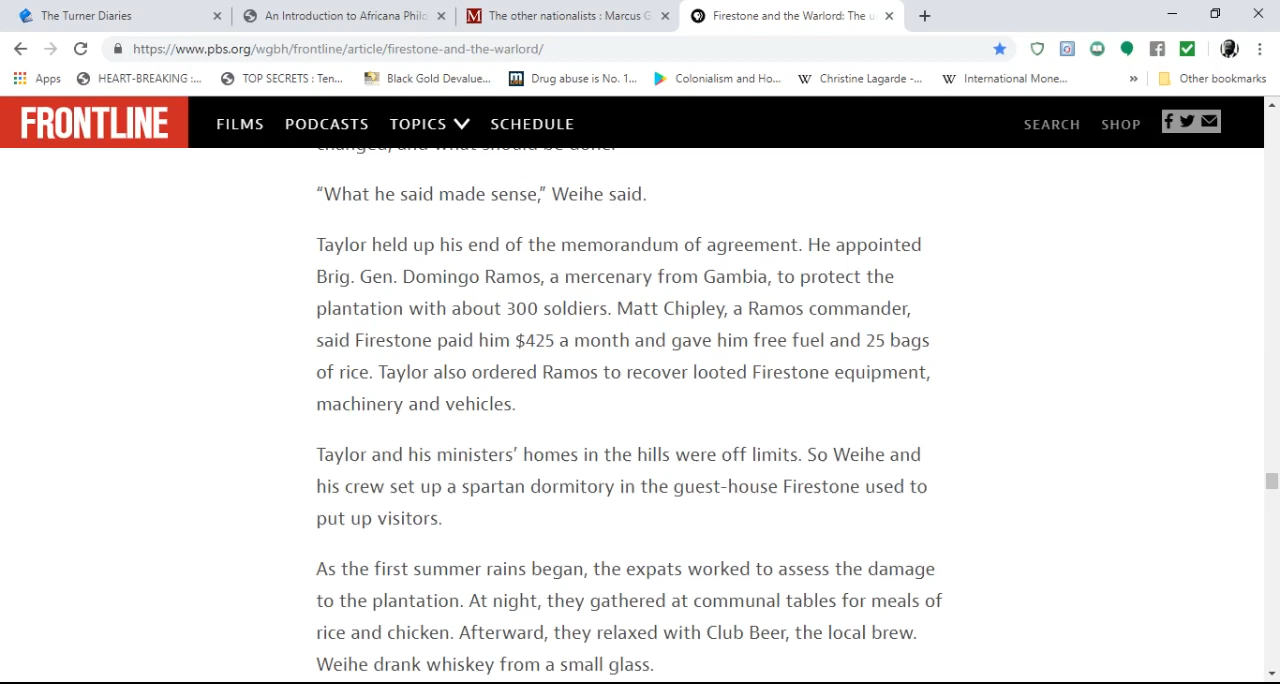 The Turner Diaries
An Introduction to Africana Philo
The other nationalists : Marcus G
Firestone and the Warlord: The u
https://www.pbs.org/wgbh/frontline/article/firestone-and-the-warlord/
Apps
HEART-BREAKING :...
TOP SECRETS : Ten...
Black Gold Devalue...
Drug abuse is No. 1...
Colonialism and Ho...
Christine Lagarde -...
International Mone...
»
Other bookmarks
FRONTLINE
FILMS
PODCASTS
TOPICS
SCHEDULE
SEARCH
SHOP
changed, and what should be done.
“What he said made sense,” Weihe said.
Taylor held up his end of the memorandum of agreement. He appointed
Brig. Gen. Domingo Ramos, a mercenary from Gambia, to protect the
plantation with about 300 soldiers. Matt Chipley, a Ramos commander,
said Firestone paid him $425 a month and gave him free fuel and 25 bags
of rice. Taylor also ordered Ramos to recover looted Firestone equipment,
machinery and vehicles.
Taylor and his ministers’ homes in the hills were off limits. So Weihe and
his crew set up a spartan dormitory in the guest-house Firestone used to
put up visitors.
As the first summer rains began, the expats worked to assess the damage
to the plantation. At night, they gathered at communal tables for meals of
rice and chicken. Afterward, they relaxed with Club Beer, the local brew.
Weihe drank whiskey from a small glass.